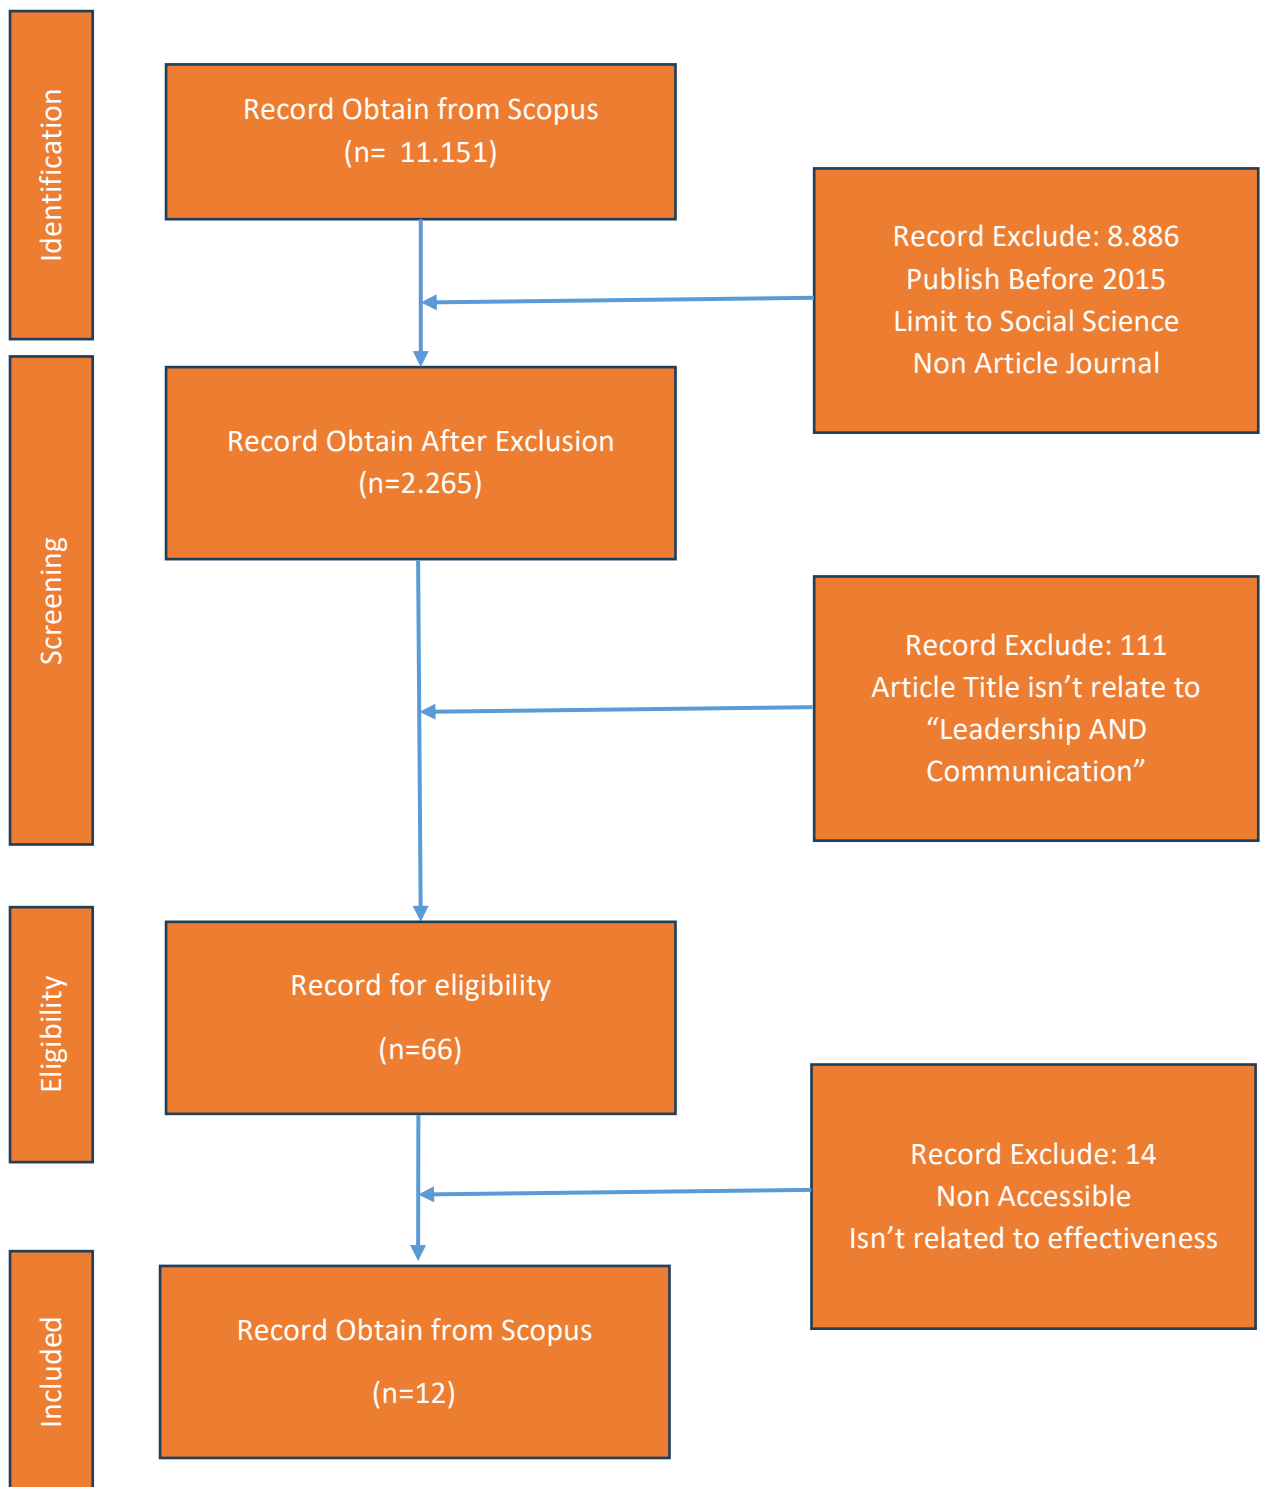 Identification
Record Obtain from Scopus
(n=  11.151)
Record Exclude: 8.886
Publish Before 2015
Limit to Social Science
Non Article Journal
Screening
Record Obtain After Exclusion
(n=2.265)
Record Exclude: 111
Article Title isn’t relate to
“Leadership AND
Communication”
Eligibility
Record for eligibility
(n=66)
Record Exclude: 14
Non Accessible
Isn’t related to effectiveness
Included
Record Obtain from Scopus
(n=12)